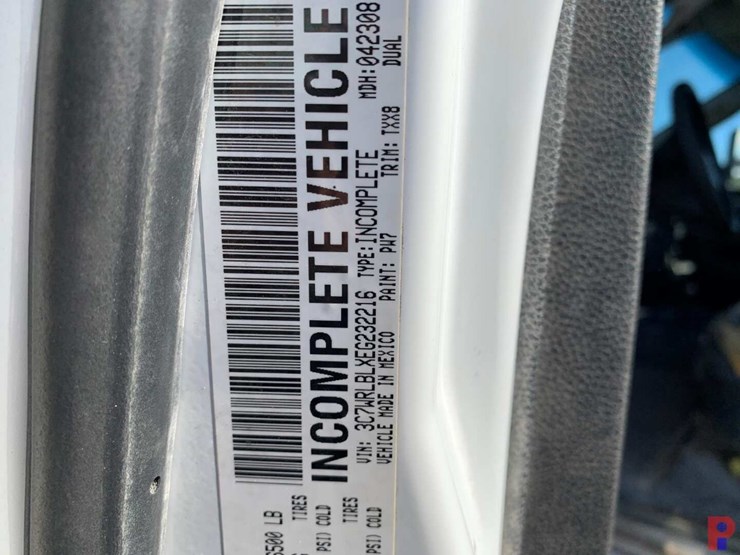 6500 LB
TIRES
PSI) COLD
TIRES
PSI) COLD
INCOMPLETE VEHICLE
VIN: 3C7WRLBLXEG232216 TYPE: INCOMPLETE MDH: 042308
VEHICLE MADE IN MEXICO PAINT: PW7 TRIM: TXX8 DUAL